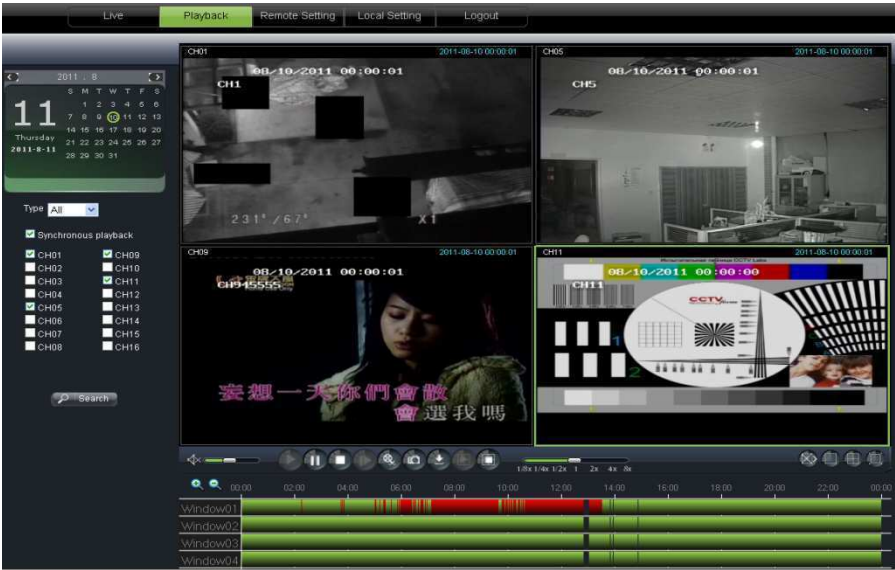 Live Playback Remote Setting Local Setting Logout
2011 . 8
S M T W T F S
1 2 3 4 5 6
7 8 9 10 11 12 13
14 15 16 17 18 19 20
21 22 23 24 25 26 27
28 29 30 31
11
Thursday
2011-8-11
Type All
Synchronous playback
CH01 CH09
CH02 CH10
CH03 CH11
CH04 CH12
CH05 CH13
CH06 CH14
CH07 CH15
CH08 CH16
Search
CH01 2011-08-10 00:00:01
08/10/2011 00:00:01
CH1
231°/67° X1
CH05 2011-08-10 00:00:01
08/10/2011 00:00:01
CH5
CH09 2011-08-10 00:00:01
08/10/2011 00:00:01
CH945555
妄想一天你們會散
會選我嗎
CH11 2011-08-10 00:00:01
Испытательная таблица CCTV Labs
08/10/2011 00:00:00
CH11
CCTV
1
2
1/8x 1/4x 1/2x 1 2x 4x 8x
00:00 02:00 04:00 06:00 08:00 10:00 12:00 14:00 16:00 18:00 20:00 22:00 00:00
Window01
Window02
Window03
Window04